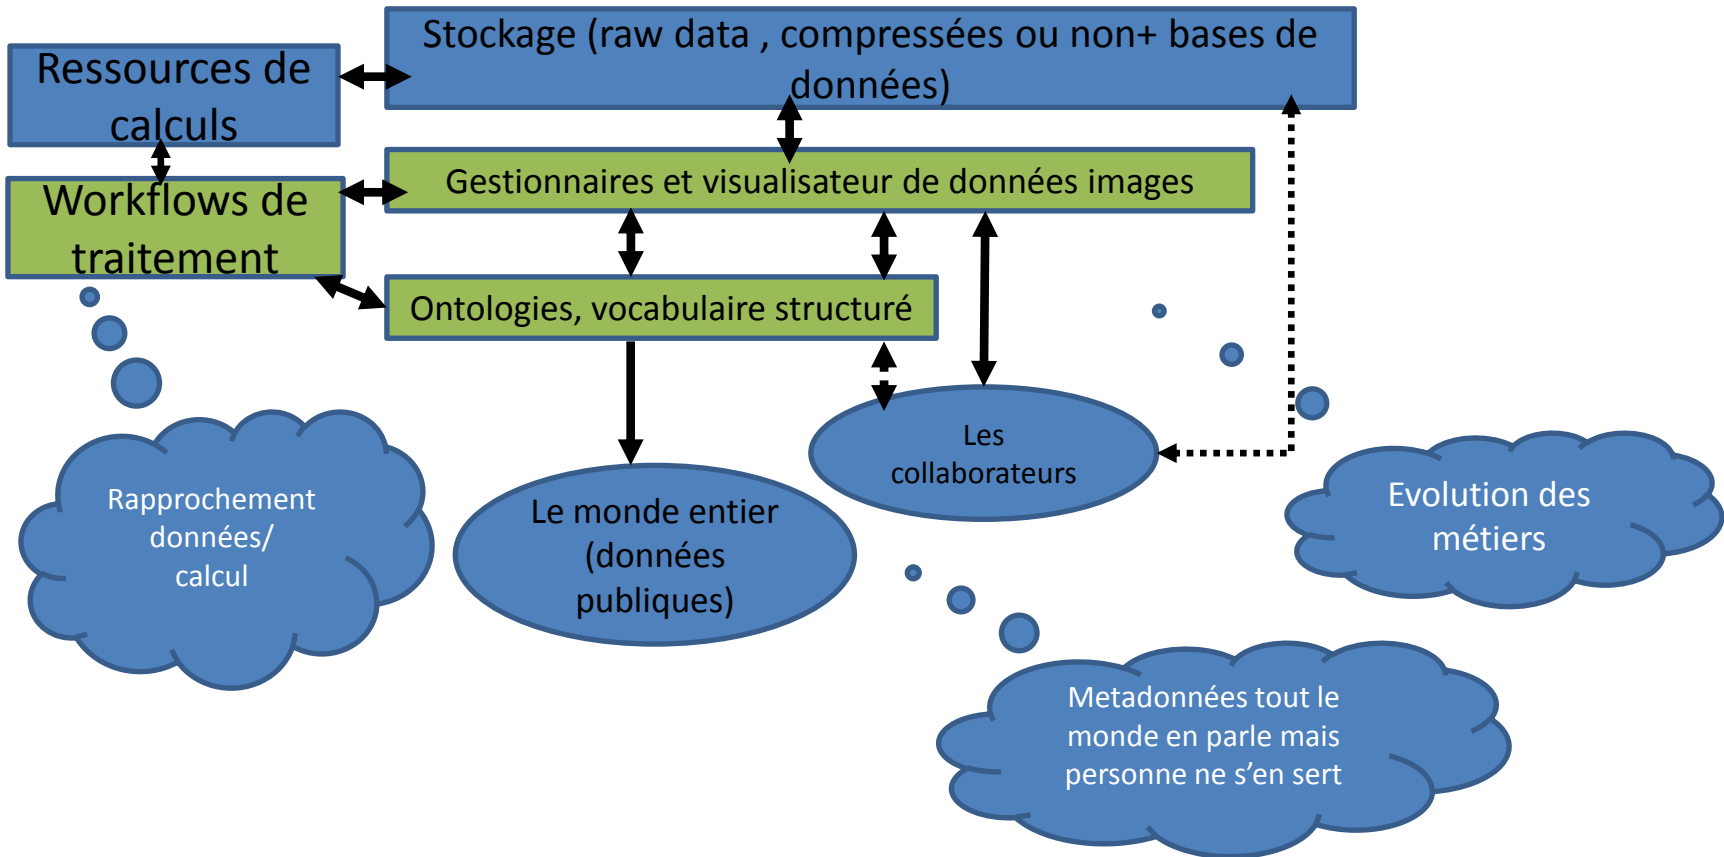 Stockage (raw data , compressées ou non+ bases de
données)
Ressources de
calculs
Gestionnaires et visualisateur de données images
Workflows de
traitement
Ontologies, vocabulaire structuré
Les
collaborateurs
Le monde entier
(données
publiques)
Rapprochement
données/
calcul
Evolution des
métiers
Metadonnées tout le
monde en parle mais
personne ne s’en sert